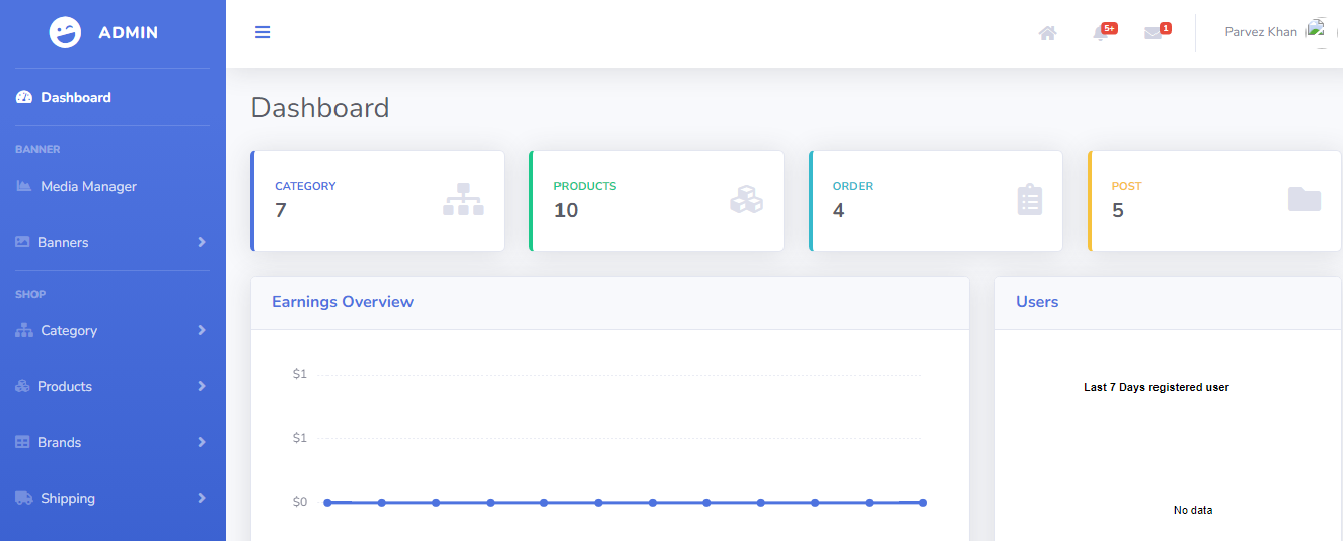 ADMIN
5+
1
Parvez Khan
Dashboard
Dashboard
BANNER
Media Manager
Banners
SHOP
Category
Products
Brands
Shipping
CATEGORY
7
PRODUCTS
10
ORDER
4
POST
5
Earnings Overview
$1
$1
$0
Users
Last 7 Days registered user
No data